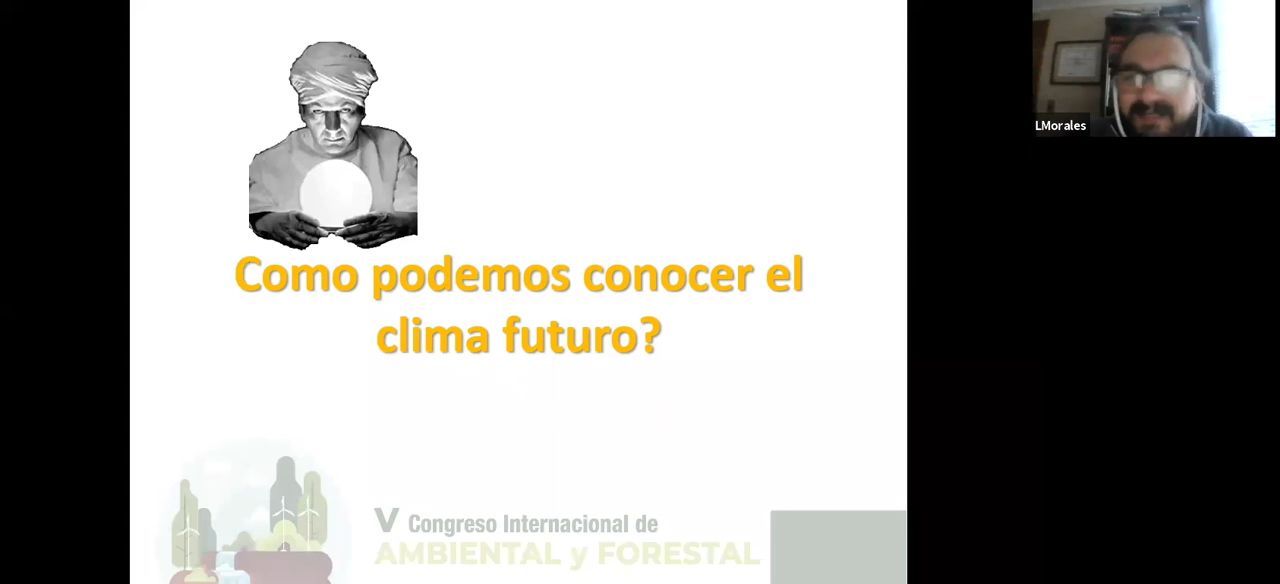 LMorales
Como podemos conocer el
clima futuro?
V Congreso Internacional de
AMBIENTAL y FORESTAL